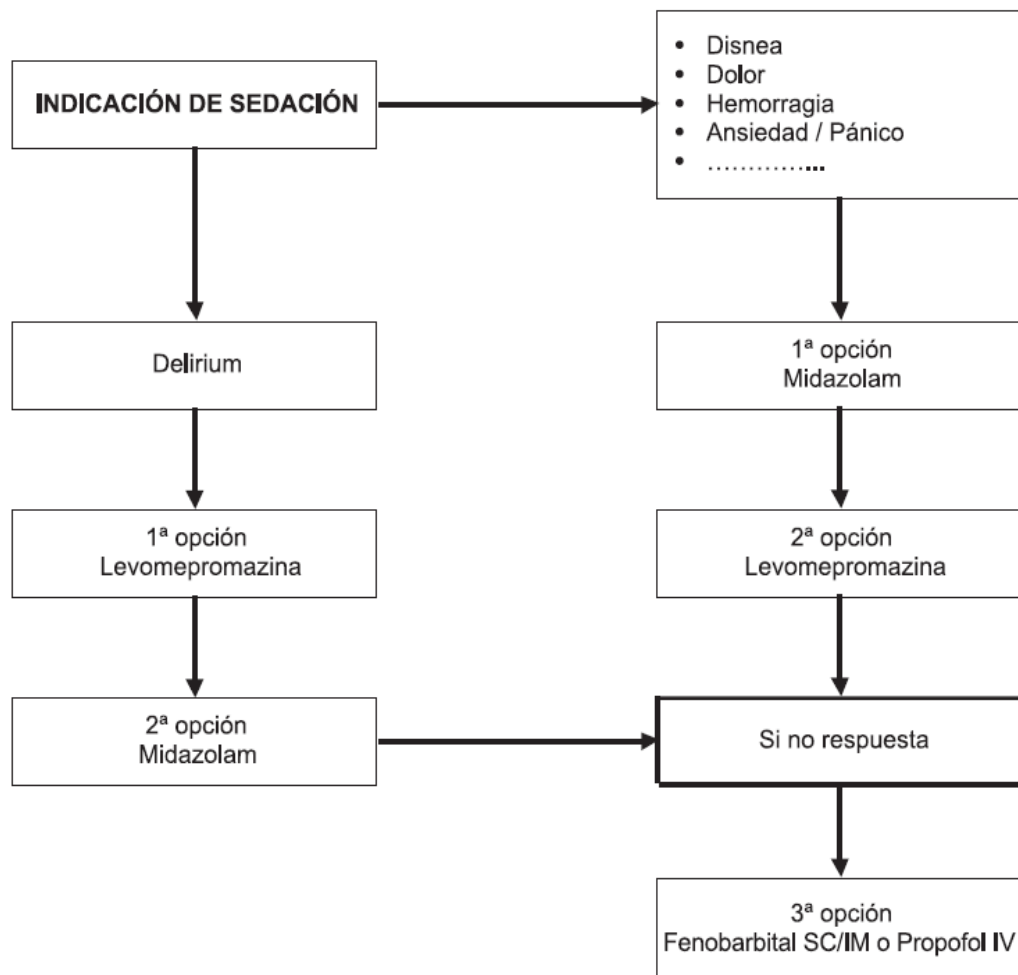 INDICACIÓN DE SEDACIÓN
• Disnea
• Dolor
• Hemorragia
• Ansiedad / Pánico
• ................
Delirium
1ª opción
Midazolam
1ª opción
Levomepromazina
2ª opción
Levomepromazina
2ª opción
Midazolam
Si no respuesta
3ª opción
Fenobarbital SC/IM o Propofol IV